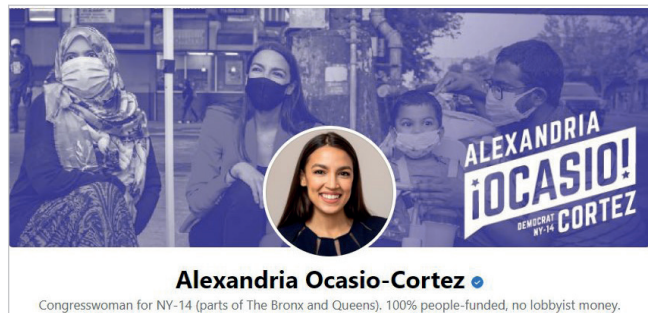 ALEXANDRIA
¡OCASIO!
DEMOCRAT
NY-14
CORTEZ
Alexandria Ocasio-Cortez
Congresswoman for NY-14 (parts of The Bronx and Queens). 100% people-funded, no lobbyist money.